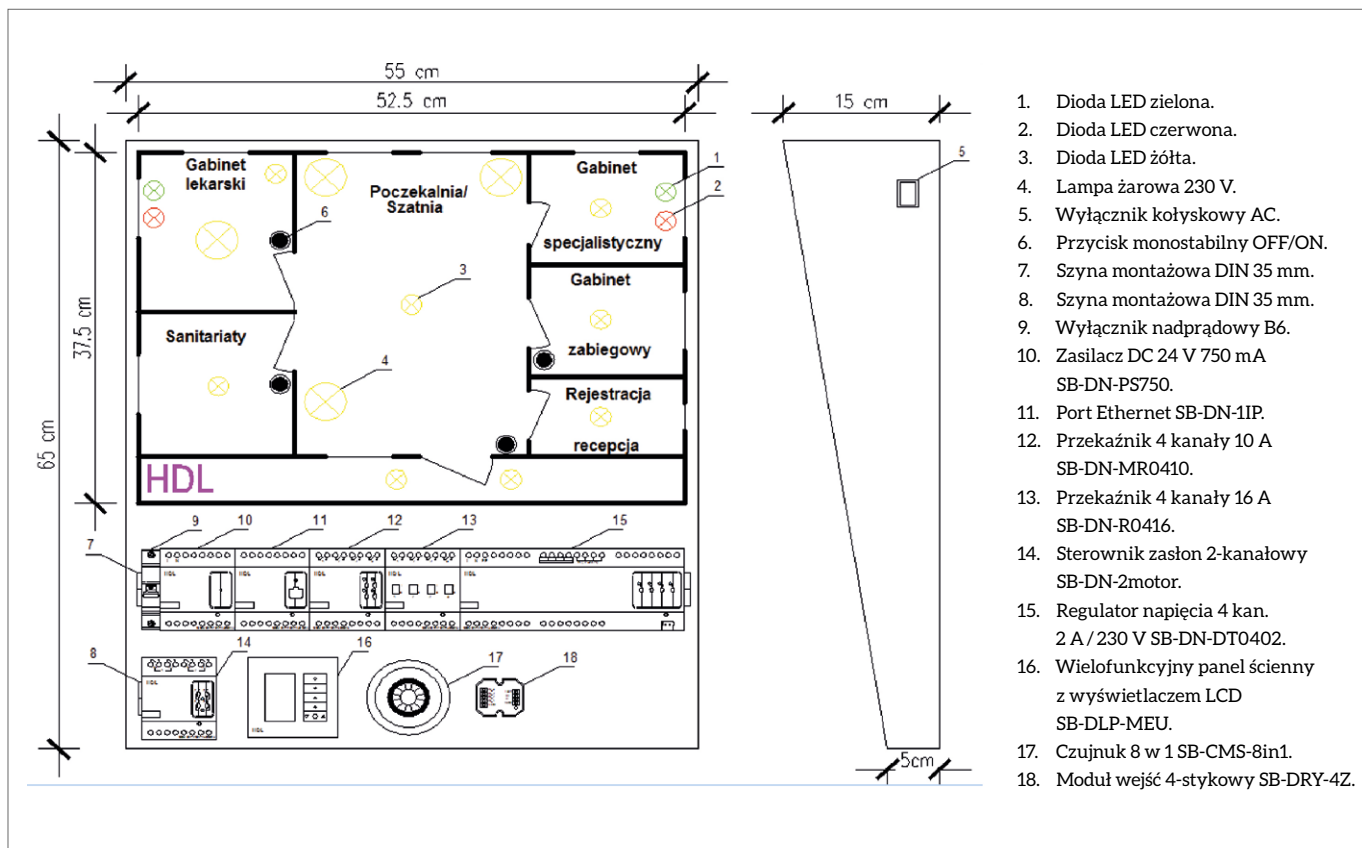 55 cm
52.5 cm
15 cm
37.5 cm
65 cm
5cm
Gabinet
lekarski
Poczekalnia/
Szatnia
Gabinet
specjalistyczny
Gabinet
zabiegowy
Sanitariaty
Rejestracja
recepcja
HDL
1
2
3
4
5
6
7
8
9
10
11
12
13
15
14
16
17
18
HDL
HDL
HDL
HDL
HDL
HDL
HDL
1. Dioda LED zielona.
2. Dioda LED czerwona.
3. Dioda LED żółta.
4. Lampa żarowa 230 V.
5. Wyłącznik kołyskowy AC.
6. Przycisk monostabilny OFF/ON.
7. Szyna montażowa DIN 35 mm.
8. Szyna montażowa DIN 35 mm.
9. Wyłącznik nadprądowy B6.
10. Zasilacz DC 24 V 750 mA
SB-DN-PS750.
11. Port Ethernet SB-DN-1IP.
12. Przekaźnik 4 kanały 10 A
SB-DN-MR0410.
13. Przekaźnik 4 kanały 16 A
SB-DN-R0416.
14. Sterownik zasłon 2-kanałowy
SB-DN-2motor.
15. Regulator napięcia 4 kan.
2 A / 230 V SB-DN-DT0402.
16. Wielofunkcyjny panel ścienny
z wyświetlaczem LCD
SB-DLP-MEU.
17. Czujnuk 8 w 1 SB-CMS-8in1.
18. Moduł wejść 4-stykowy SB-DRY-4Z.